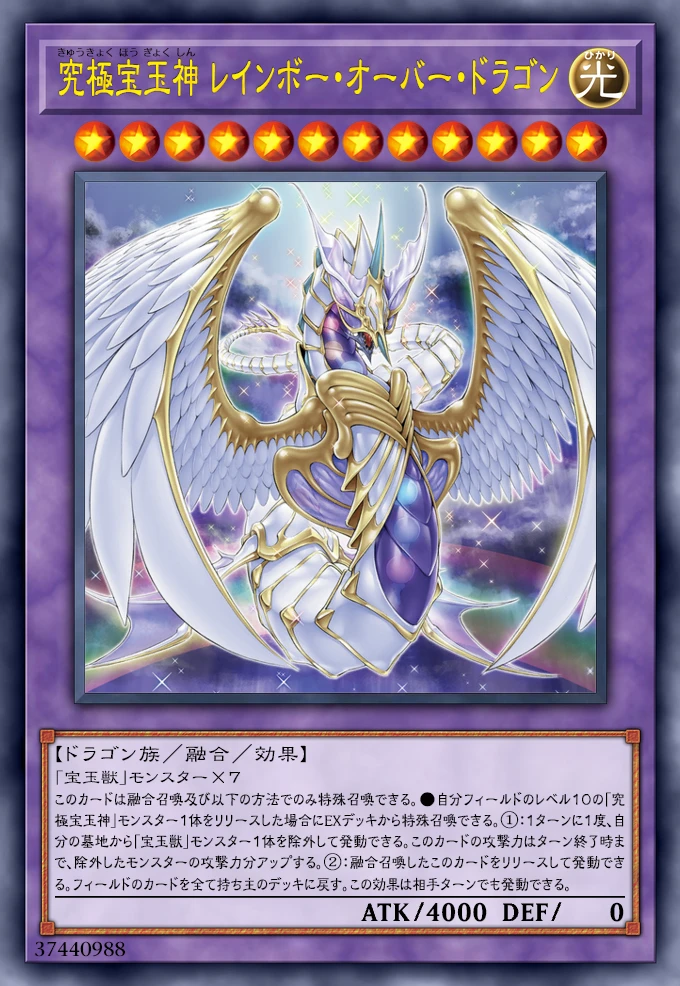 きゅうきょくほうぎょくしん
究極宝玉神 レインボー・オーバー・ドラゴン
ひかり
光
【ドラゴン族／融合／効果】
「宝玉獣」モンスター×７
このカードは融合召喚及び以下の方法でのみ特殊召喚できる。●自分フィールドのレベル１０の「究
極宝玉神」モンスター１体をリリースした場合にEXデッキから特殊召喚できる。①：１ターンに１度、自
分の墓地から「宝玉獣」モンスター１体を除外して発動できる。このカードの攻撃力はターン終了時ま
で、除外したモンスターの攻撃力分アップする。②：融合召喚したこのカードをリリースして発動でき
る。フィールドのカードを全て持ち主のデッキに戻す。この効果は相手ターンでも発動できる。
ATK/4000 DEF/ 0
37440988